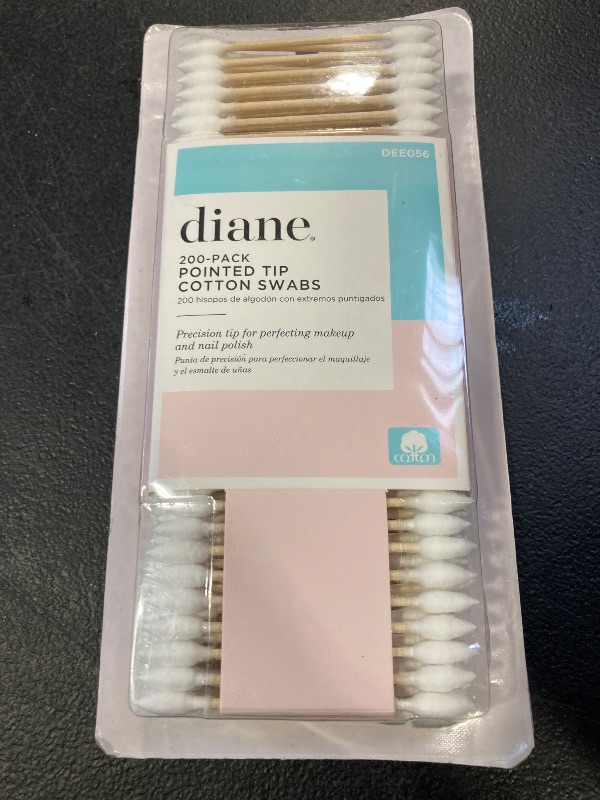 DEE056
diane®
200-PACK
POINTED TIP
COTTON SWABS
200 hisopos de algodón con extremos puntigados
Precision tip for perfecting makeup
and nail polish
Punta de precisión para perfeccionar el maquillaje
y el esmalte de uñas
cotton